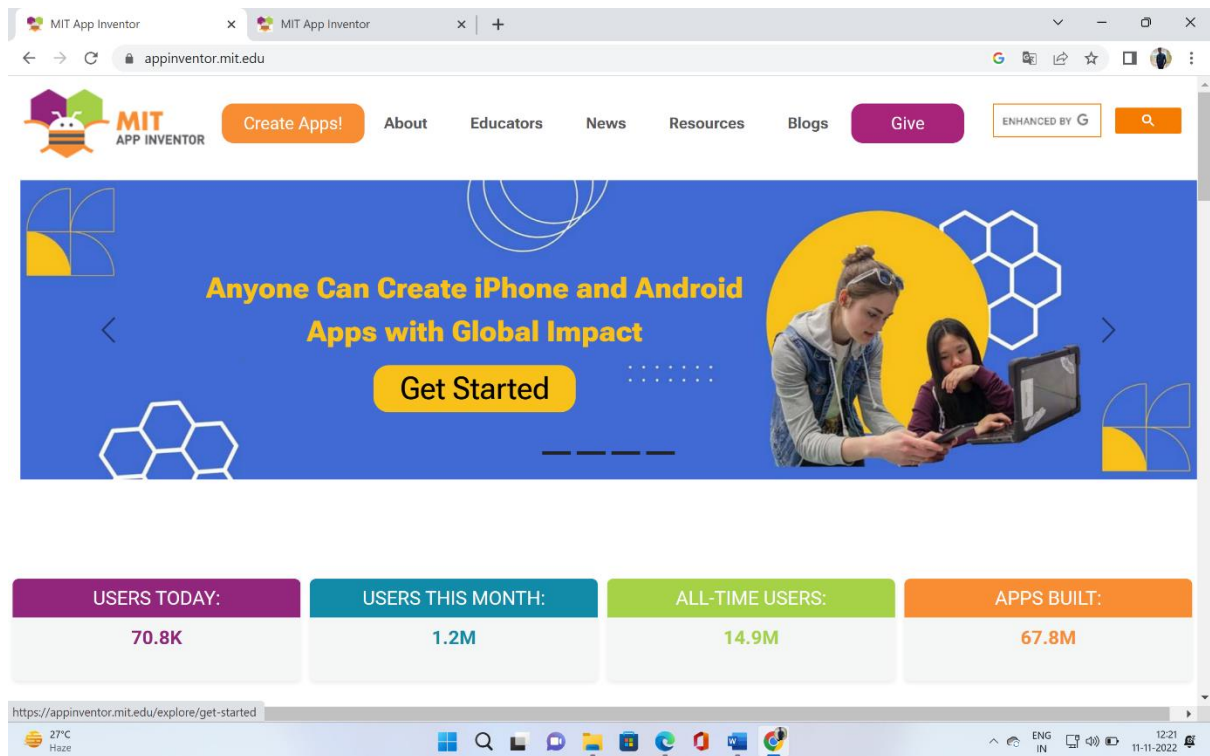 MIT App Inventor
MIT App Inventor
appinventor.mit.edu
MIT
APP INVENTOR
Create Apps!
About
Educators
News
Resources
Blogs
Give
ENHANCED BY G
Anyone Can Create iPhone and Android
Apps with Global Impact
Get Started
USERS TODAY:
70.8K
USERS THIS MONTH:
1.2M
ALL-TIME USERS:
14.9M
APPS BUILT:
67.8M
https://appinventor.mit.edu/explore/get-started
27°C
Haze
ENG
IN
12:21
11-11-2022